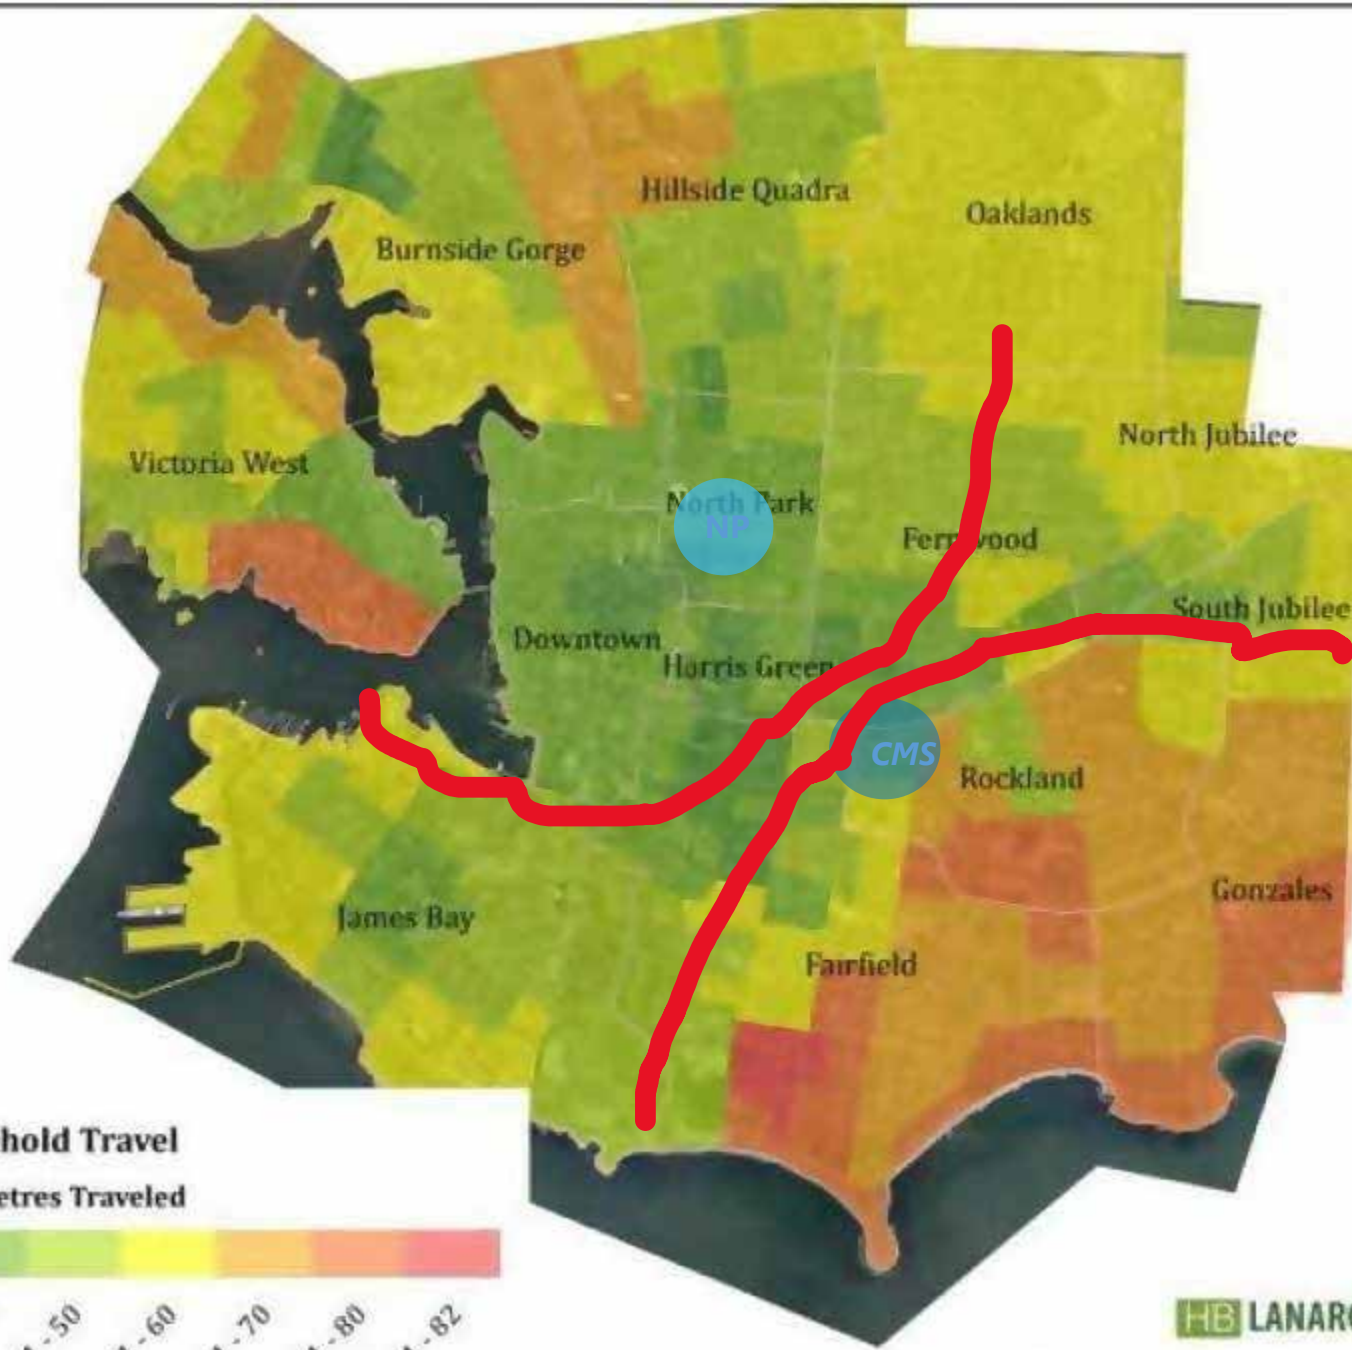 Hillside Quadra
Oaklands
Burnside Gorge
North Jubilee
Victoria West
North Park
NP
Fernwood
South Jubilee
Downtown
Harris Green
CMS
Rockland
Gonzales
James Bay
Fairfield
hold Travel
etres Traveled
- 50
- 60
- 70
- 80
- 82
HB LANARC